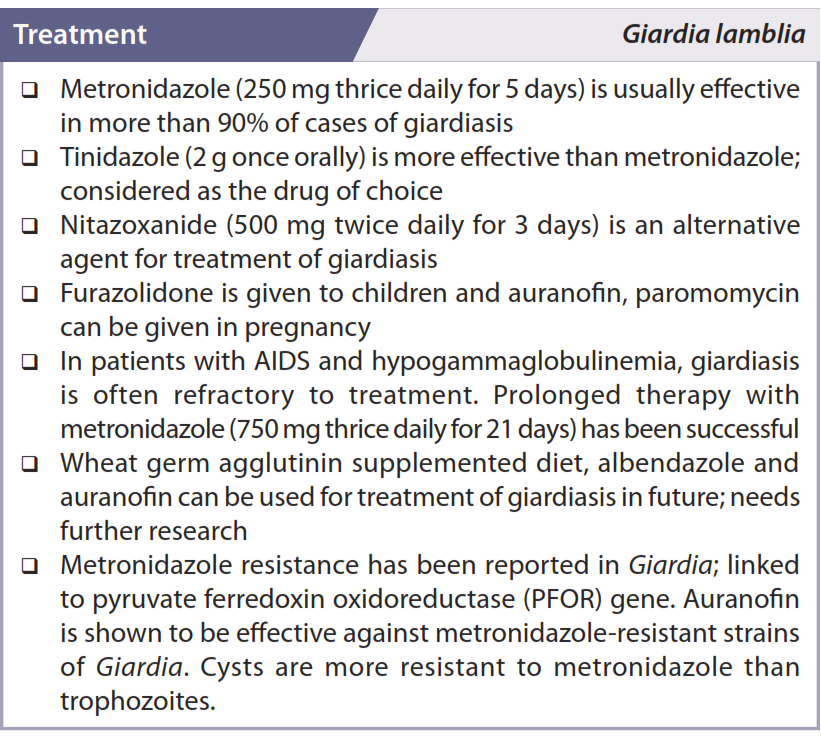 Treatment
Giardia lamblia
❑ Metronidazole (250 mg thrice daily for 5 days) is usually effective
in more than 90% of cases of giardiasis
❑ Tinidazole (2 g once orally) is more effective than metronidazole;
considered as the drug of choice
❑ Nitazoxanide (500 mg twice daily for 3 days) is an alternative
agent for treatment of giardiasis
❑ Furazolidone is given to children and auranofin, paromomycin
can be given in pregnancy
❑ In patients with AIDS and hypogammaglobulinemia, giardiasis
is often refractory to treatment. Prolonged therapy with
metronidazole (750 mg thrice daily for 21 days) has been successful
❑ Wheat germ agglutinin supplemented diet, albendazole and
auranofin can be used for treatment of giardiasis in future; needs
further research
❑ Metronidazole resistance has been reported in Giardia; linked
to pyruvate ferredoxin oxidoreductase (PFOR) gene. Auranofin
is shown to be effective against metronidazole-resistant strains
of Giardia. Cysts are more resistant to metronidazole than
trophozoites.